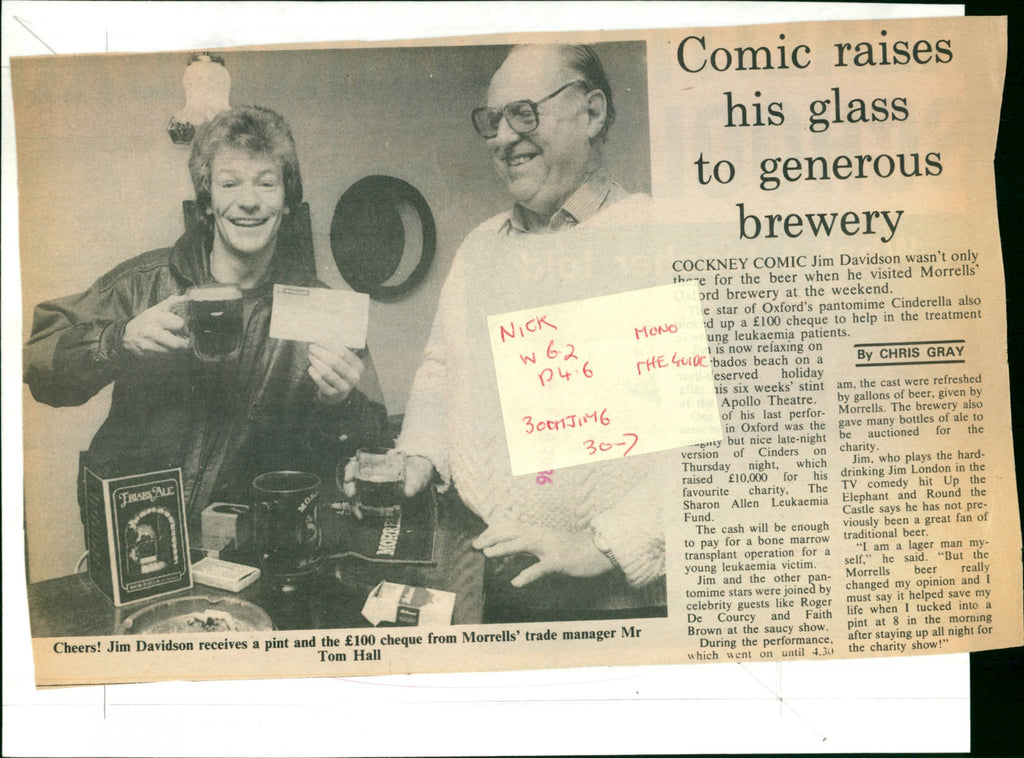 Comic raises
his glass
to generous
brewery
COCKNEY COMIC Jim Davidson wasn't only
there for the beer when he visited Morrells'
Oxford brewery at the weekend.
The star of Oxford's pantomime Cinderella also
ed up a £100 cheque to help in the treatment
of young leukaemia patients.
is now relaxing on
bados beach on a
well-deserved holiday
after his six weeks' stint
at the Apollo Theatre.
One of his last perfor-
mances in Oxford was the
naughty but nice late-night
version of Cinders on
Thursday night, which
raised £10,000 for his
favourite charity, The
Sharon Allen Leukaemia
Fund.
The cash will be enough
to pay for a bone marrow
transplant operation for a
young leukaemia victim.
Jim and the other pan-
tomime stars were joined by
celebrity guests like Roger
De Courcy and Faith
Brown at the saucy show.
During the performance,
which went on until 4.30
By CHRIS GRAY
am, the cast were refreshed
by gallons of beer, given by
Morrells. The brewery also
gave many bottles of ale to
be auctioned for the
charity.
Jim, who plays the hard-
drinking Jim London in the
TV comedy hit Up the
Elephant and Round the
Castle says he has not pre-
viously been a great fan of
traditional beer.
"I am a lager man my-
self," he said. "But the
Morrells beer really
changed my opinion and I
must say it helped save my
life when I tucked into a
pint at 8 in the morning
after staying up all night for
the charity show!"
Cheers! Jim Davidson receives a pint and the £100 cheque from Morrells' trade manager Mr
Tom Hall
NICK
W 6.2
D 4.6
MONO
THE GUIDE
300MJIM6
30→
FRIARS ALE